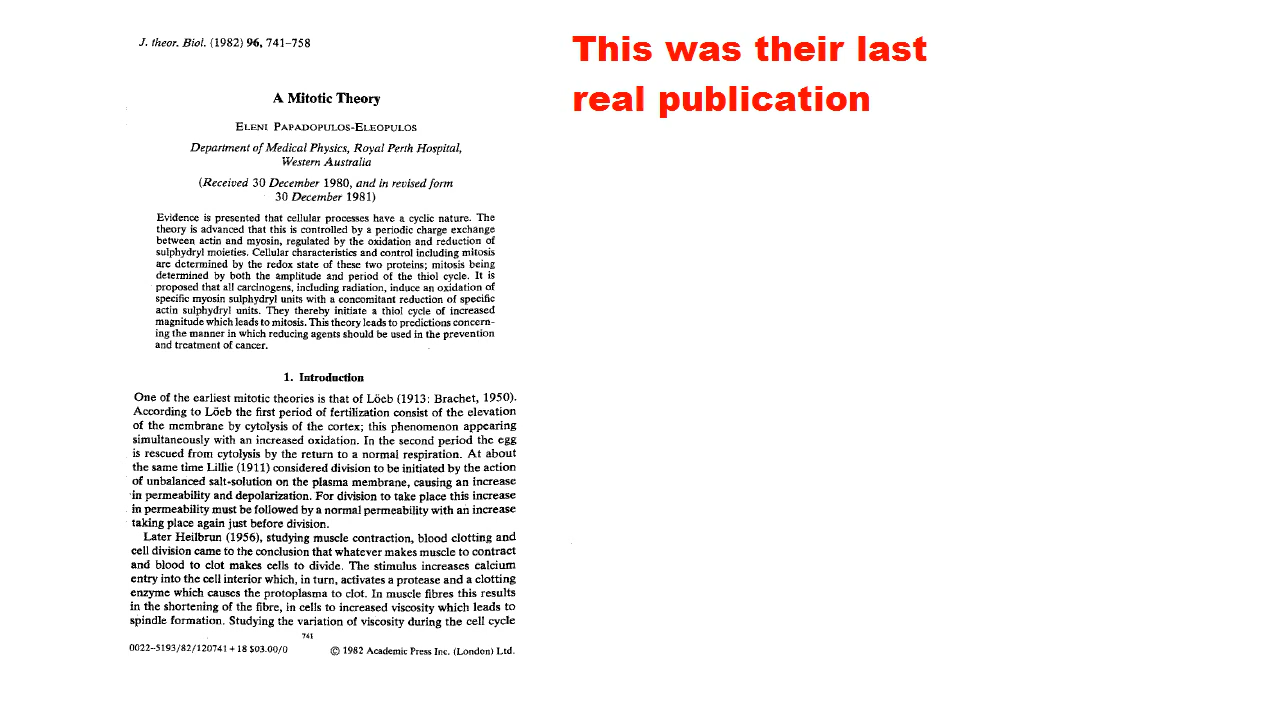 J. theor. Biol. (1982) 96, 741–758
This was their last
real publication
A Mitotic Theory
ELENI PAPADOPULOS-ELEOPULOS
Department of Medical Physics, Royal Perth Hospital,
Western Australia
(Received 30 December 1980, and in revised form
30 December 1981)
Evidence is presented that cellular processes have a cyclic nature. The
theory is advanced that this is controlled by a periodic charge exchange
between actin and myosin, regulated by the oxidation and reduction of
sulphydryl moieties. Cellular characteristics and control including mitosis
are determined by the redox state of these two proteins; mitosis being
determined by both the amplitude and period of the thiol cycle. It is
proposed that all carcinogens, including radiation, induce an oxidation of
specific myosin sulphydryl units with a concomitant reduction of specific
actin sulphydryl units. They thereby initiate a thiol cycle of increased
magnitude which leads to mitosis. This theory leads to predictions concern-
ing the manner in which reducing agents should be used in the prevention
and treatment of cancer.
1. Introduction
One of the earliest mitotic theories is that of Löeb (1913: Brachet, 1950).
According to Löeb the first period of fertilization consist of the elevation
of the membrane by cytolysis of the cortex; this phenomenon appearing
simultaneously with an increased oxidation. In the second period the egg
is rescued from cytolysis by the return to a normal respiration. At about
the same time Lillie (1911) considered division to be initiated by the action
of unbalanced salt-solution on the plasma membrane, causing an increase
in permeability and depolarization. For division to take place this increase
in permeability must be followed by a normal permeability with an increase
taking place again just before division.
Later Heilbrun (1956), studying muscle contraction, blood clotting and
cell division came to the conclusion that whatever makes muscle to contract
and blood to clot makes cells to divide. The stimulus increases calcium
entry into the cell interior which, in turn, activates a protease and a clotting
enzyme which causes the protoplasma to clot. In muscle fibres this results
in the shortening of the fibre, in cells to increased viscosity which leads to
spindle formation. Studying the variation of viscosity during the cell cycle
741
0022–5193/82/120741 + 18 $03.00/0 © 1982 Academic Press Inc. (London) Ltd.